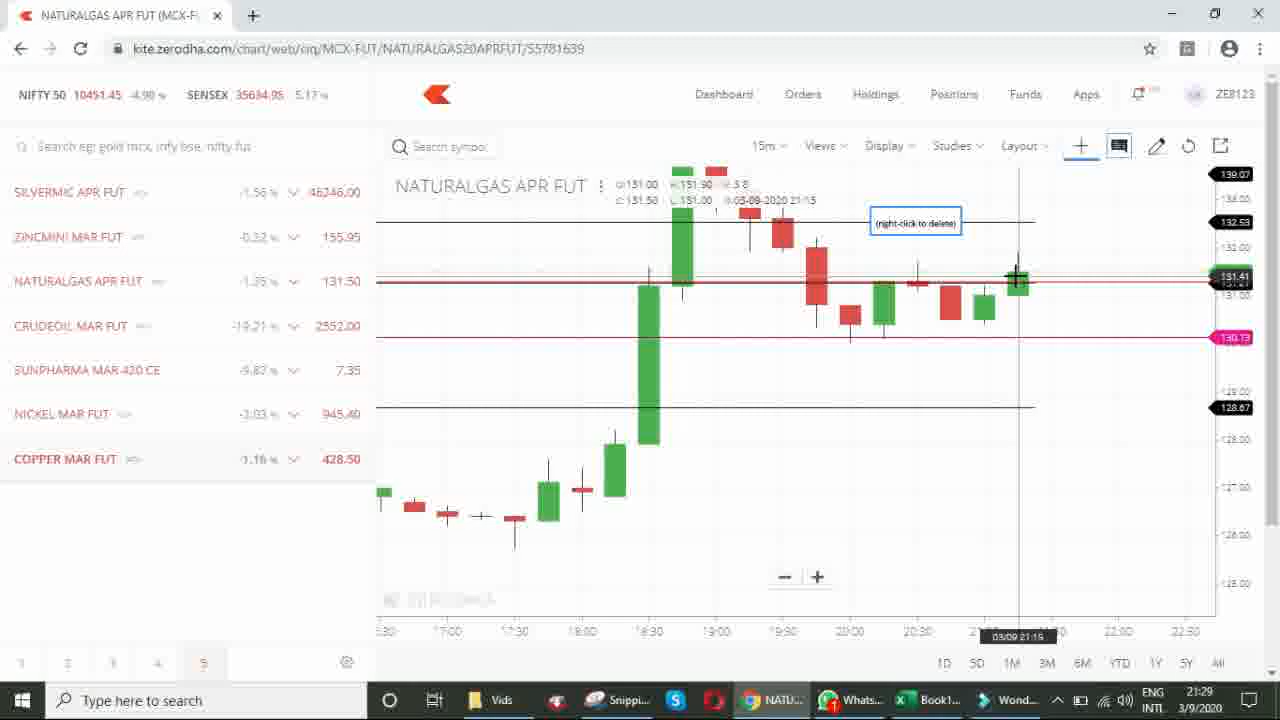 NATURALGAS APR FUT (MCX-F
kite.zerodha.com/chart/web/ciq/MCX-FUT/NATURALGAS20APRFUT/55781639
NIFTY 50 10451.45 -4.90 % SENSEX 35634.95 5.17 %
Dashboard Orders Holdings Positions Funds Apps ZE8123
Search eg: gold mcx, infy bse, nifty fut
Search symbol
15m Views Display Studies Layout
SILVERMIC APR FUT -1.56 % 46246.00
ZINCMINI MAR FUT -0.32 % 155.95
NATURALGAS APR FUT 131.50
CRUDEOIL MAR FUT -19.21 % 2552.00
SUNPHARMA MAR 420 CE 7.35
NICKEL MAR FUT 945.40
COPPER MAR FUT -1.16 % 428.50
NATURALGAS APR FUT
O:131.00 H:131.90
C:131.50 L:131.00 21:15
(right-click to delete)
139.07
132.53
132.00
131.41
131.00
130.13
128.67
17:00 17:30 18:00 18:30 19:00 19:30 20:00 20:30 22:00 22:30
03/09 21:15
ZERODHA
1 2 3 4 5
1D 5D 1M 3M 6M YTD 1Y 5Y All
Type here to search
Vids
Snippi...
NATU...
Whats...
1
Book1...
Wond...
ENG
INTL
21:29
3/9/2020